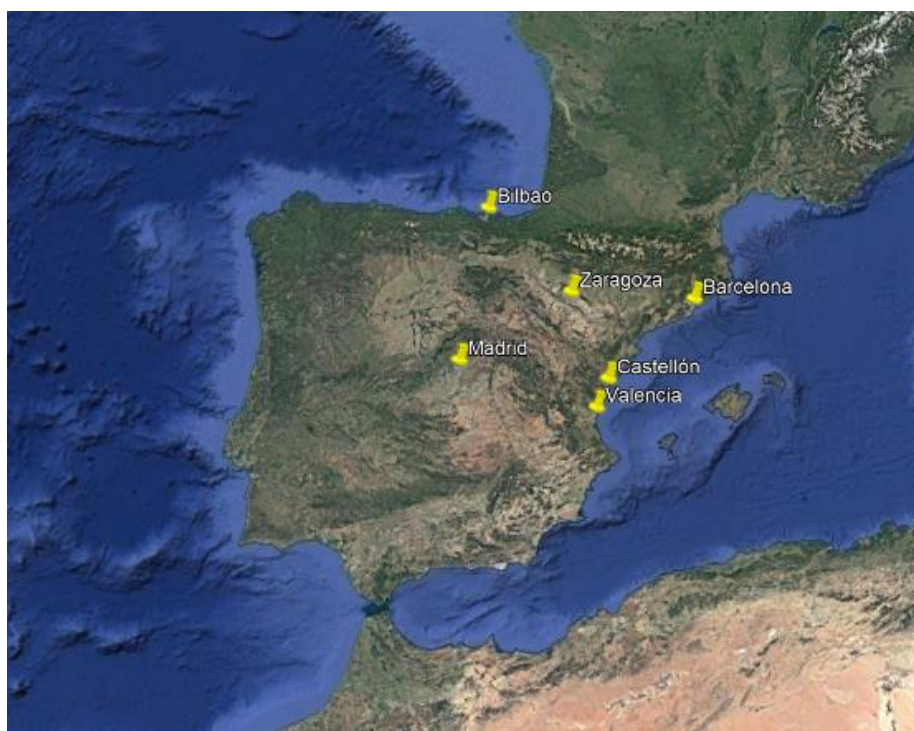 Bilbao
Zaragoza
Barcelona
Madrid
Castellón
Valencia